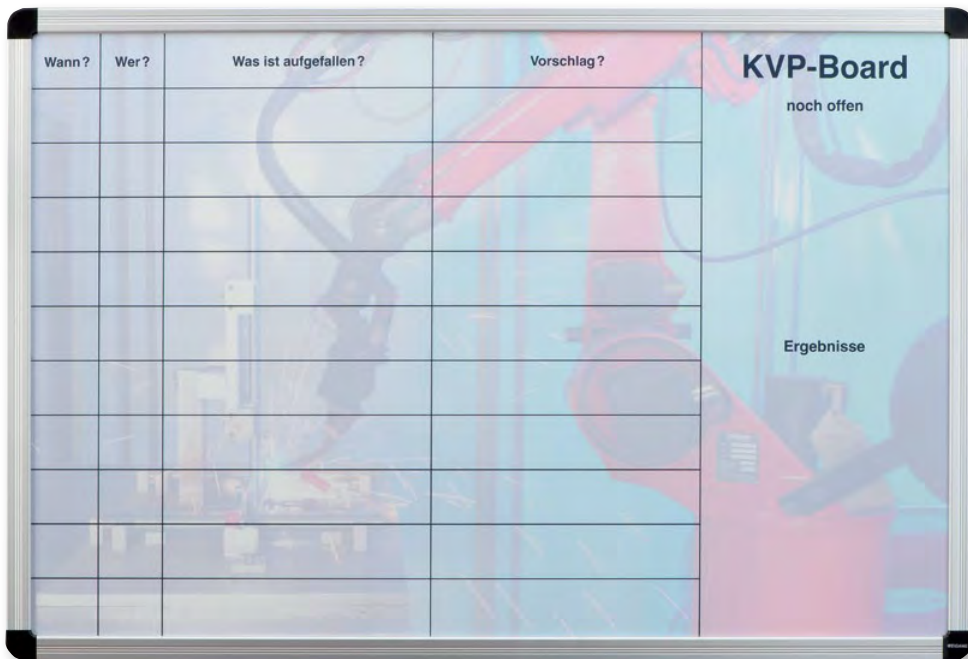 Wann? Wer? Was ist aufgefallen? Vorschlag?
KVP-Board
noch offen
Ergebnisse